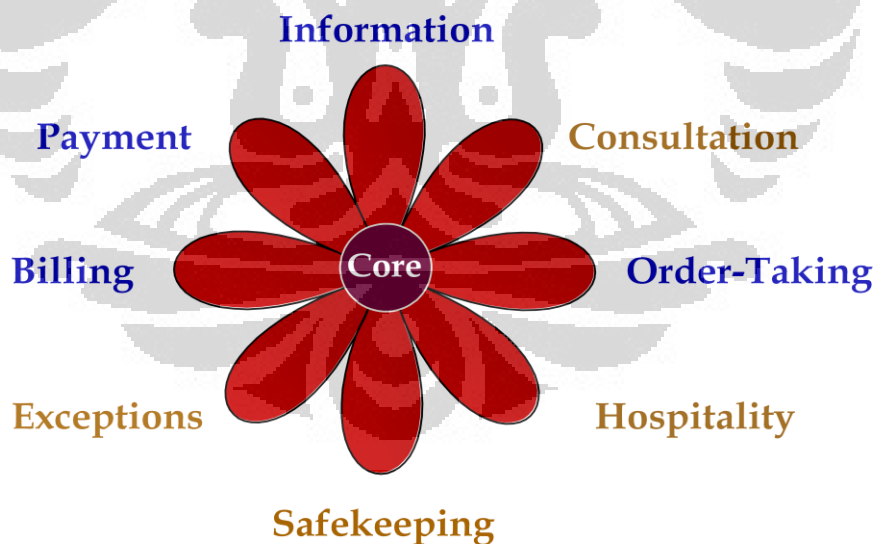 Information
Payment
Consultation
Billing
Core
Order-Taking
Exceptions
Hospitality
Safekeeping